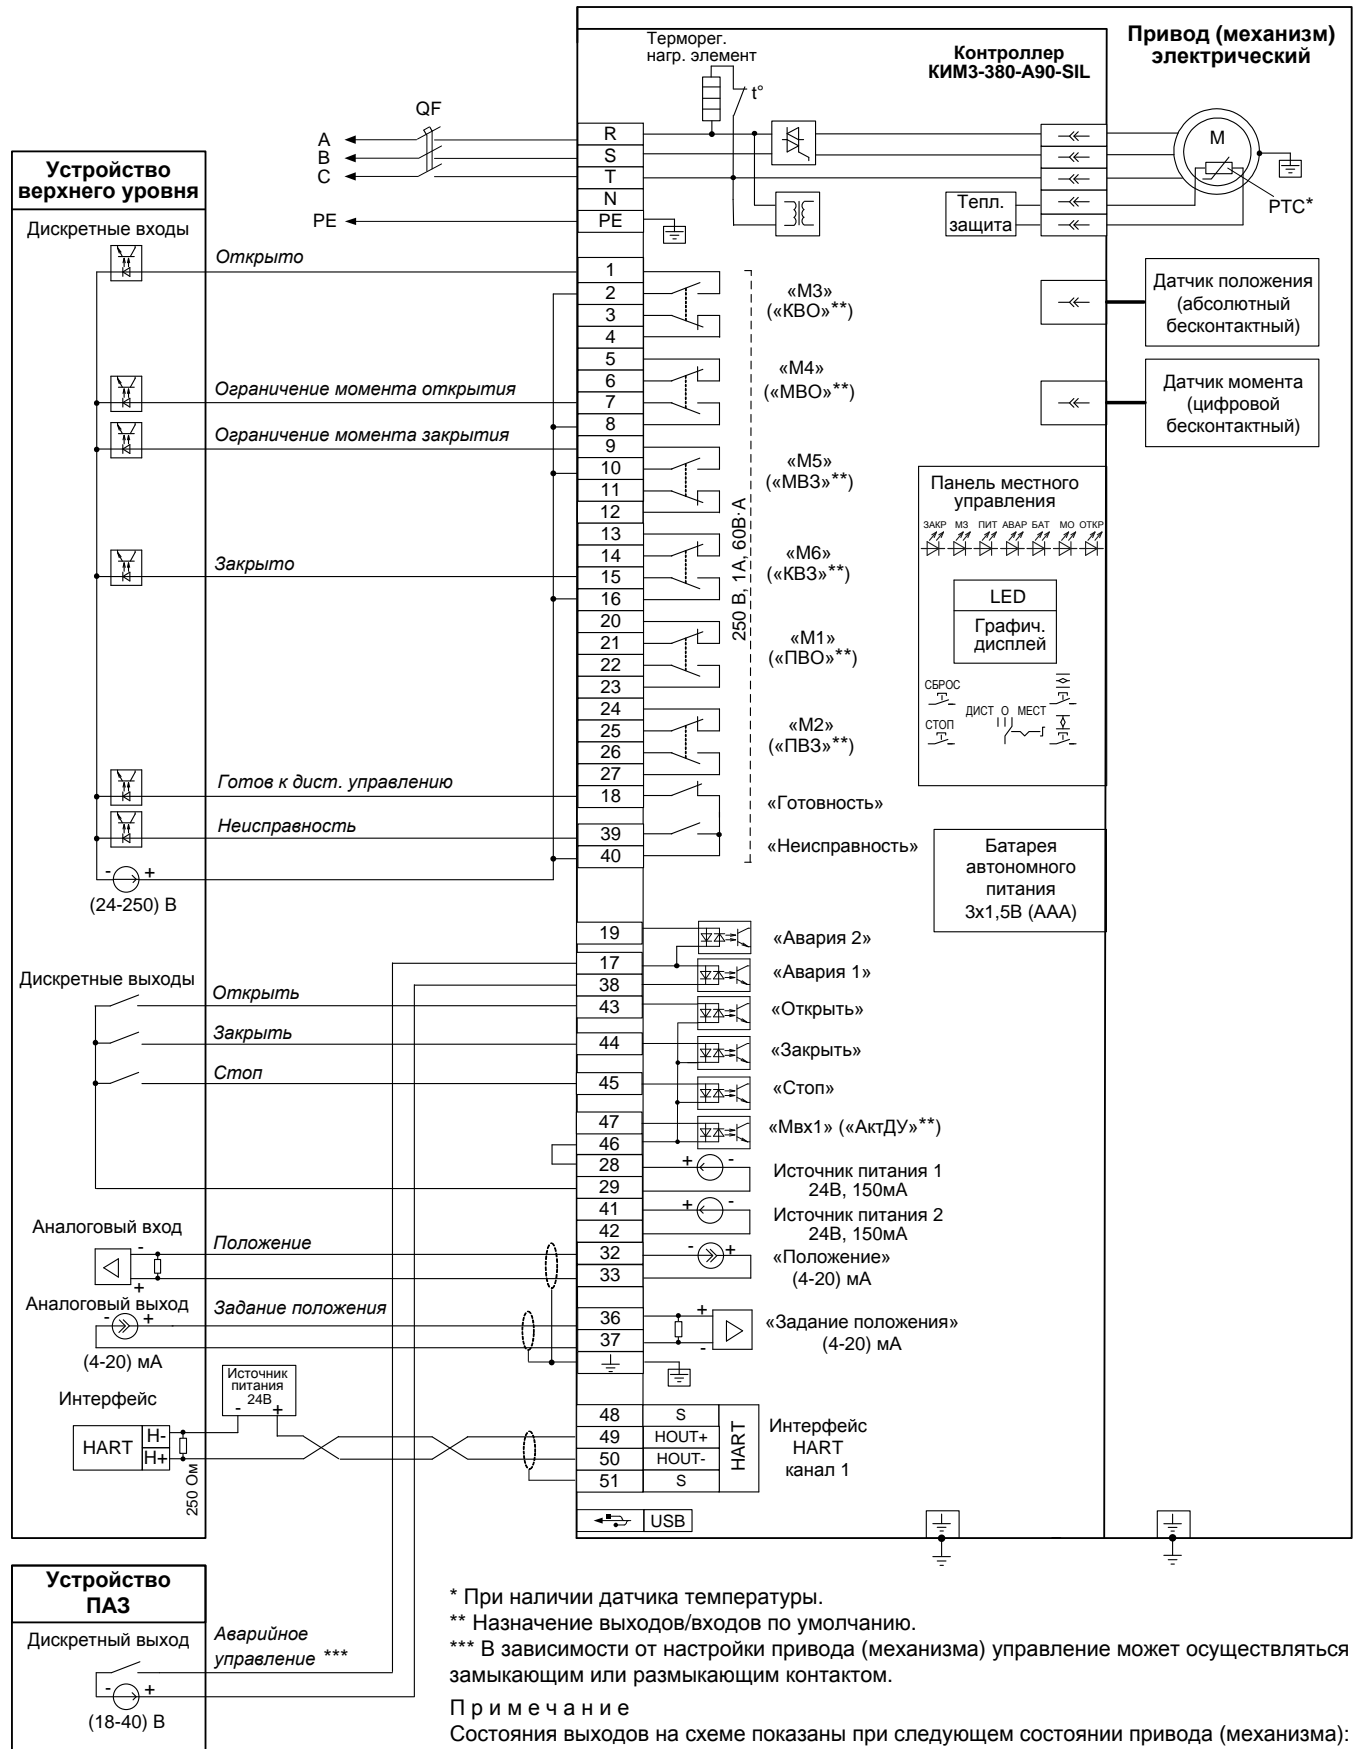 Привод (механизм)
электрический
Контроллер
КИМ3-380-А90-SIL
Терморег.
нагр. элемент
t°
QF
A
B
C
PE
R
S
T
N
PE
M
PTC*
Тепл.
защита
Датчик положения
(абсолютный
бесконтактный)
Датчик момента
(цифровой
бесконтактный)
Устройство
верхнего уровня
Дискретные входы
Открыто
Ограничение момента открытия
Ограничение момента закрытия
Закрыто
Готов к дист. управлению
Неисправность
- +
(24-250) В
1
2
3
4
5
6
7
8
9
10
11
12
13
14
15
16
20
21
22
23
24
25
26
27
18
39
40
«М3»
(«КВО»**)
«М4»
(«МВО»**)
«М5»
(«МВЗ»**)
«М6»
(«КВЗ»**)
«М1»
(«ПВО»**)
«М2»
(«ПВЗ»**)
«Готовность»
«Неисправность»
250 В, 1А, 60В·А
Панель местного
управления
ЗАКР МЗ ПИТ АВАР БАТ МО ОТКР
LED
Графич.
дисплей
СБРОС
СТОП
ДИСТ О МЕСТ
Батарея
автономного
питания
3х1,5В (ААА)
Дискретные выходы
Открыть
Закрыть
Стоп
19
17
38
43
44
45
47
46
28
29
41
42
32
33
36
37
«Авария 2»
«Авария 1»
«Открыть»
«Закрыть»
«Стоп»
«Мвх1» («АктДУ»**)
+ -
Источник питания 1
24В, 150мА
+ -
Источник питания 2
24В, 150мА
- +
«Положение»
(4-20) мА
+
-
«Задание положения»
(4-20) мА
Аналоговый вход
-
+
Положение
Аналоговый выход
- +
Задание положения
(4-20) мА
Источник
питания
24В
- +
Интерфейс
HART
H-
H+
250 Ом
48 S
49 HOUT+
50 HOUT-
51 S
HART
Интерфейс
HART
канал 1
USB
Устройство
ПАЗ
Дискретный выход
- +
(18-40) В
Аварийное
управление ***
* При наличии датчика температуры.
** Назначение выходов/входов по умолчанию.
*** В зависимости от настройки привода (механизма) управление может осуществляться
замыкающим или размыкающим контактом.
П р и м е ч а н и е
Состояния выходов на схеме показаны при следующем состоянии привода (механизма):